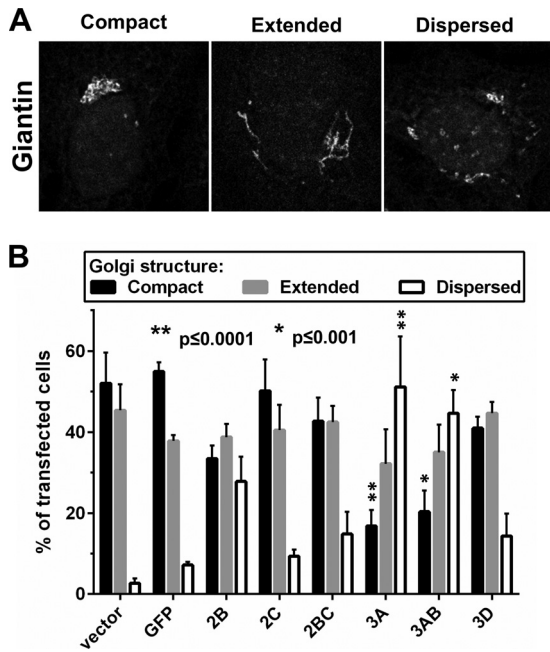 A
Compact Extended Dispersed
Giantin
B
Golgi structure:
Compact Extended Dispersed
** p≤0.0001 * p≤0.001
** ** * *
% of transfected cells
60
40
20
0
vector GFP 2B 2C 2BC 3A 3AB 3D